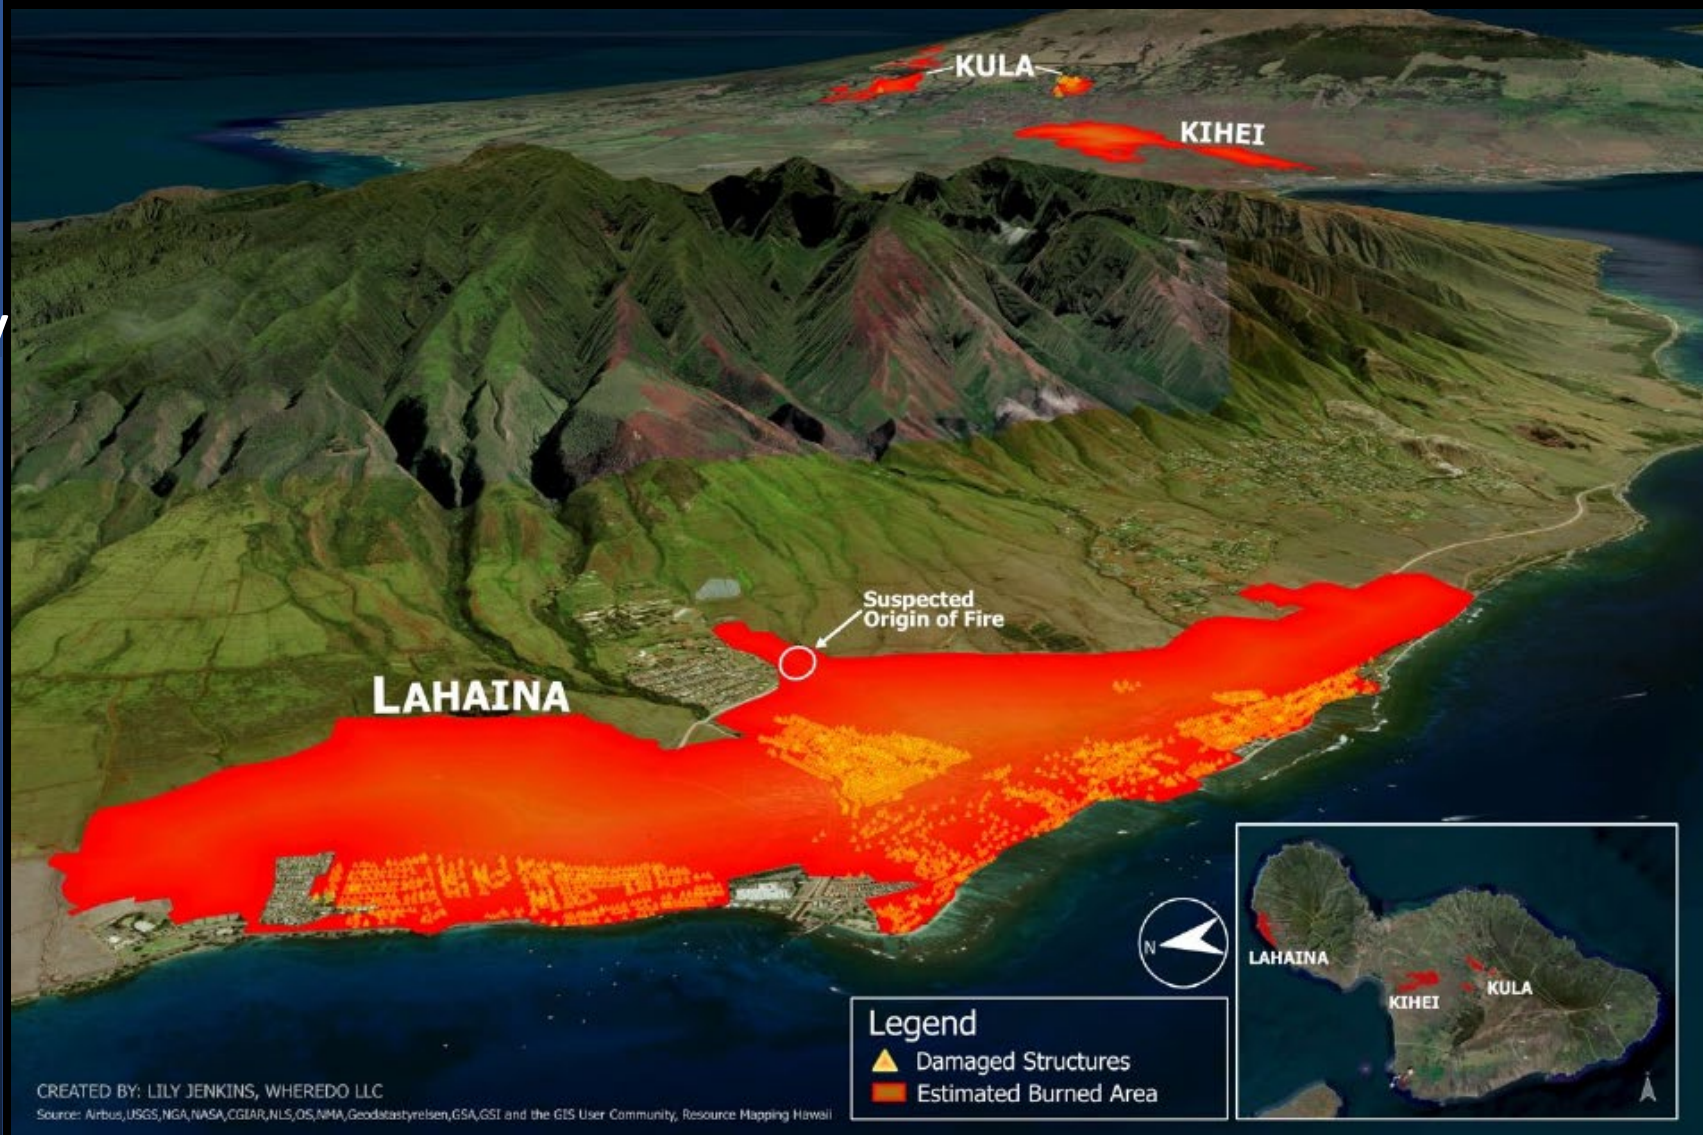 KULA
KIHEI
Suspected
Origin of Fire
LAHAINA
N
LAHAINA
KIHEI
KULA
Legend
Damaged Structures
Estimated Burned Area
CREATED BY: LILY JENKINS, WHEREDO LLC
Source: Airbus,USGS,NGA,NASA,CGIAR,NLS,OS,NMA,Geodatastyrelsen,GSA,GSI and the GIS User Community, Resource Mapping Hawaii